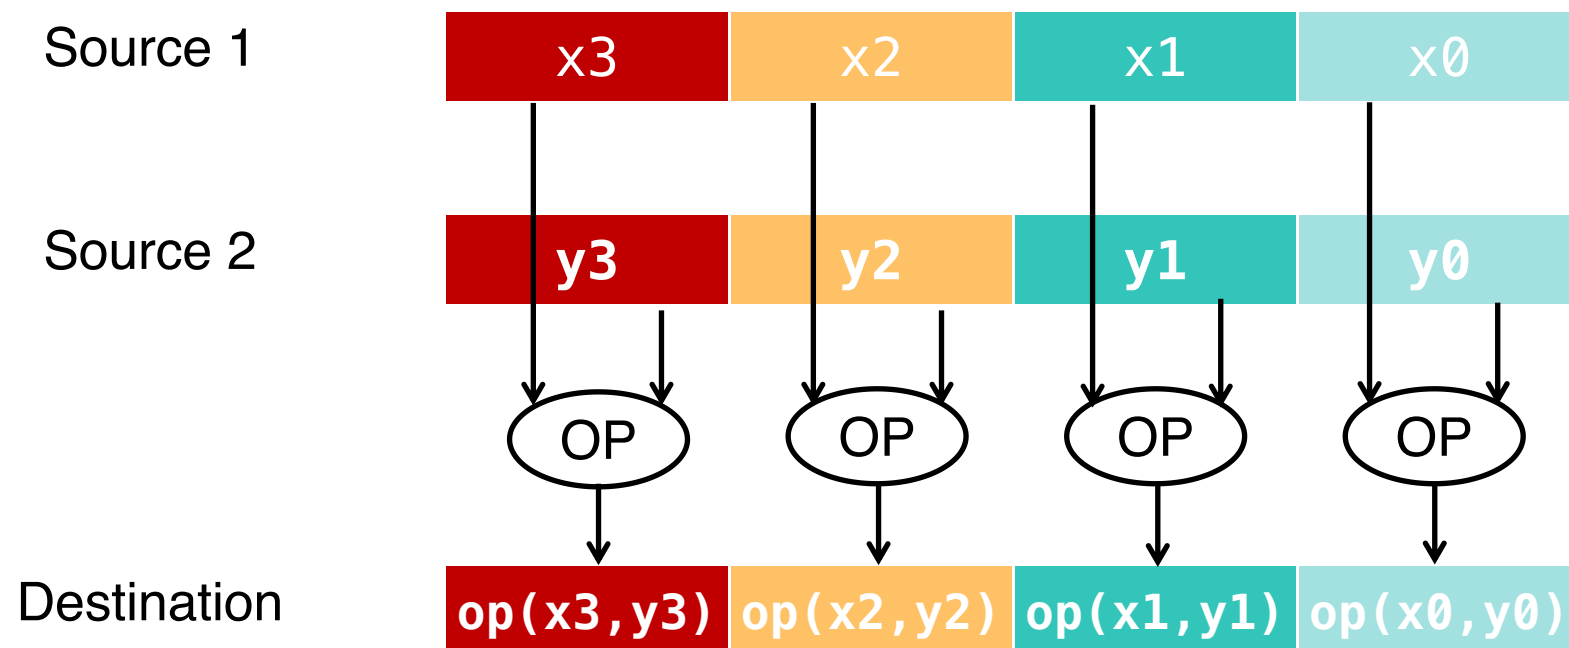 Source 1 x3 x2 x1 x0
Source 2 y3 y2 y1 y0
OP OP OP OP
Destination op(x3,y3) op(x2,y2) op(x1,y1) op(x0,y0)